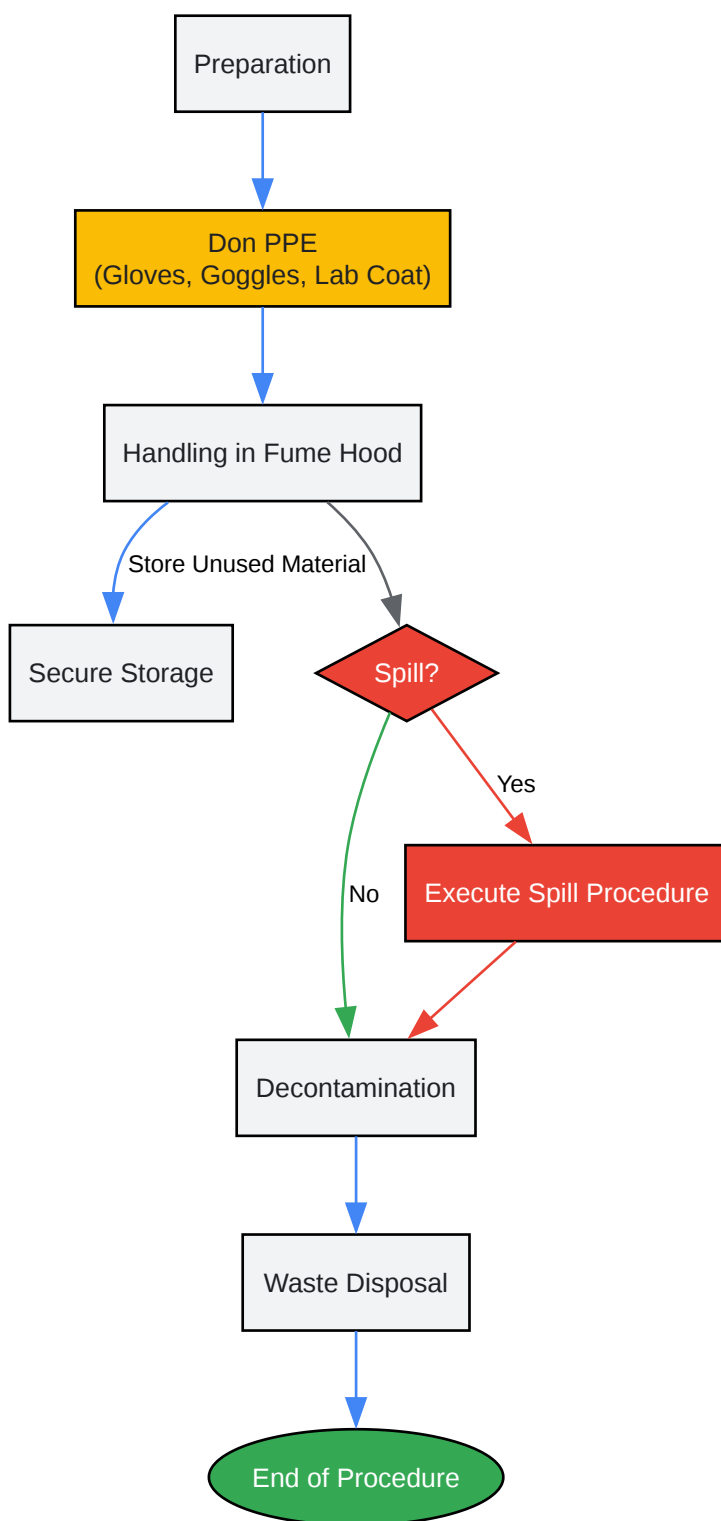 Preparation
Don PPE
(Gloves, Goggles, Lab Coat)
Handling in Fume Hood
Store Unused Material
Secure Storage
Spill?
Yes
Execute Spill Procedure
No
Decontamination
Waste Disposal
End of Procedure